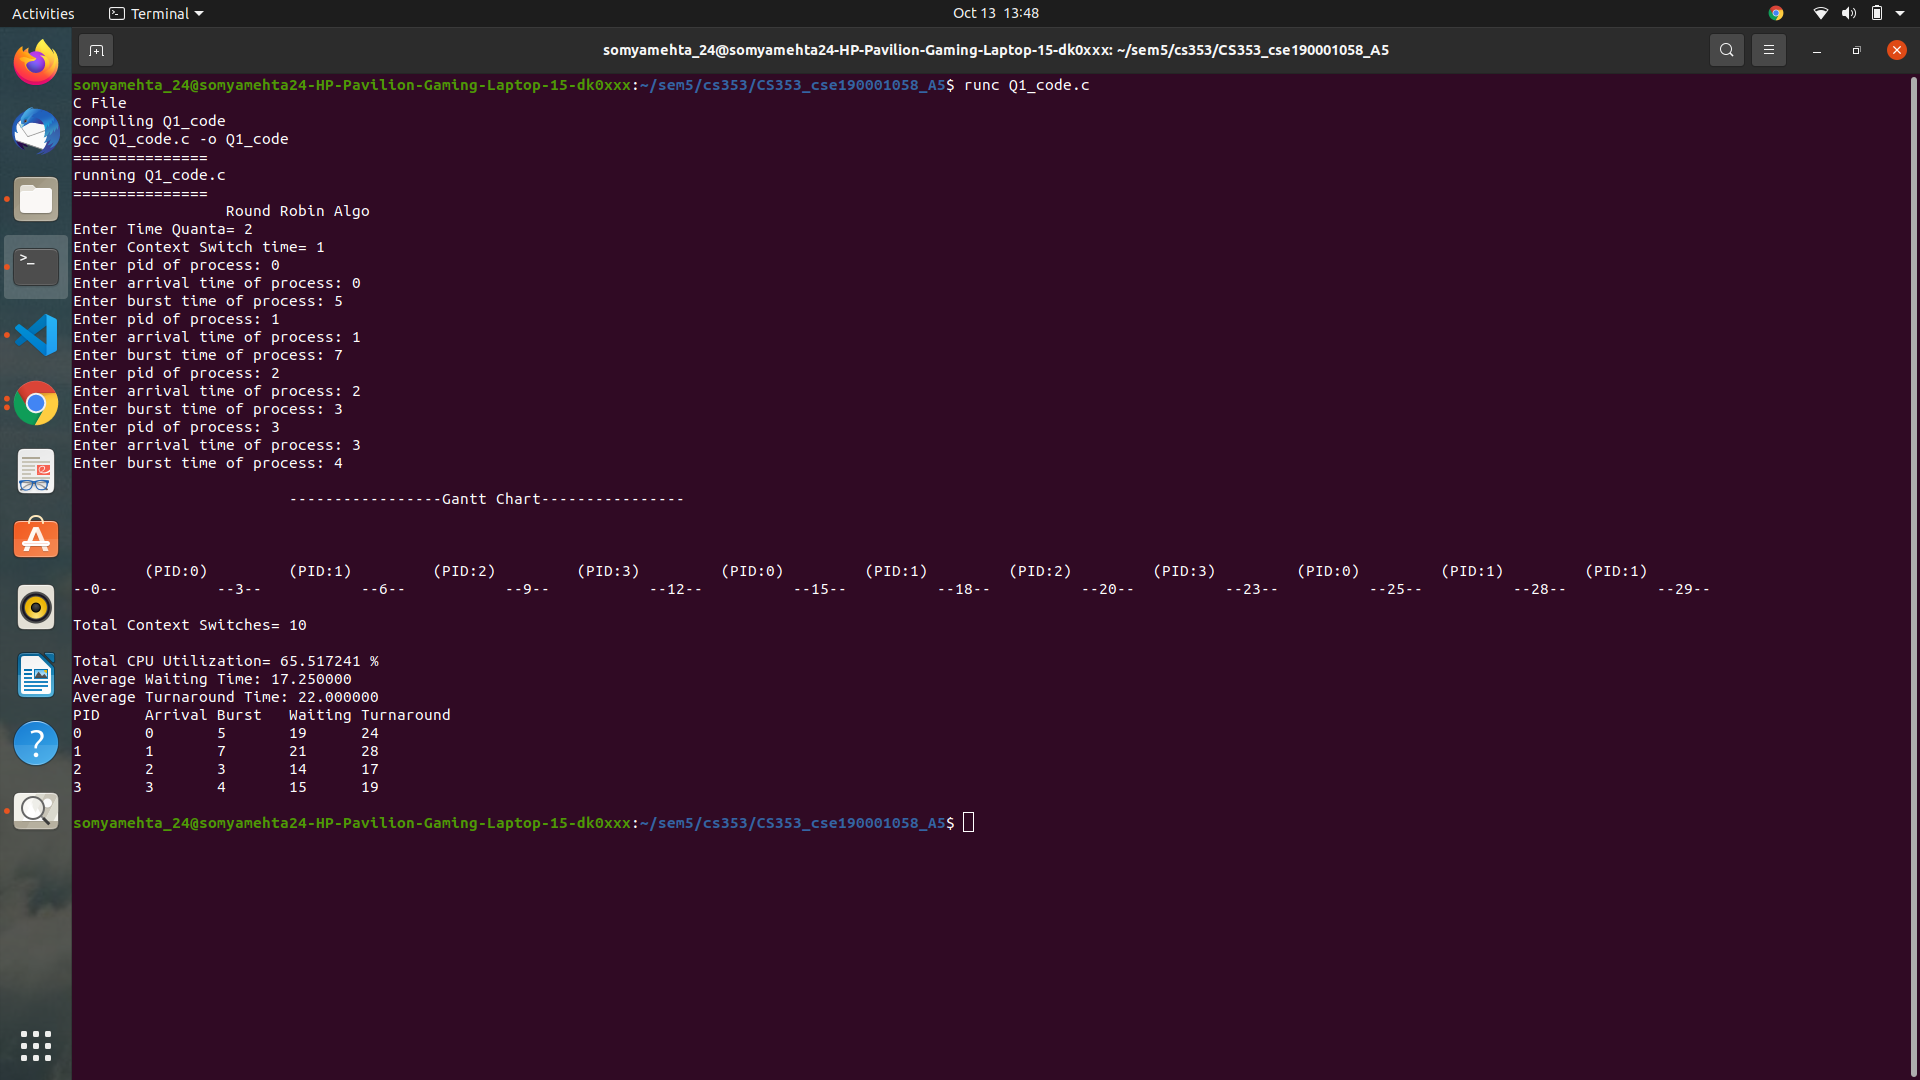 Activities Terminal Oct 13 13:48
somyamehta_24@somyamehta24-HP-Pavilion-Gaming-Laptop-15-dk0xxx: ~/sem5/cs353/CS353_cse190001058_A5
somyamehta_24@somyamehta24-HP-Pavilion-Gaming-Laptop-15-dk0xxx:~/sem5/cs353/CS353_cse190001058_A5$ runc Q1_code.c
C File
compiling Q1_code
gcc Q1_code.c -o Q1_code
===============
running Q1_code.c
===============
Round Robin Algo
Enter Time Quanta= 2
Enter Context Switch time= 1
Enter pid of process: 0
Enter arrival time of process: 0
Enter burst time of process: 5
Enter pid of process: 1
Enter arrival time of process: 1
Enter burst time of process: 7
Enter pid of process: 2
Enter arrival time of process: 2
Enter burst time of process: 3
Enter pid of process: 3
Enter arrival time of process: 3
Enter burst time of process: 4
-----------------Gantt Chart----------------
(PID:0) (PID:1) (PID:2) (PID:3) (PID:0) (PID:1) (PID:2) (PID:3) (PID:0) (PID:1) (PID:1)
--0-- --3-- --6-- --9-- --12-- --15-- --18-- --20-- --23-- --25-- --28-- --29--
Total Context Switches= 10
Total CPU Utilization= 65.517241 %
Average Waiting Time: 17.250000
Average Turnaround Time: 22.000000
PID Arrival Burst Waiting Turnaround
0 0 5 19 24
1 1 7 21 28
2 2 3 14 17
3 3 4 15 19
somyamehta_24@somyamehta24-HP-Pavilion-Gaming-Laptop-15-dk0xxx:~/sem5/cs353/CS353_cse190001058_A5$